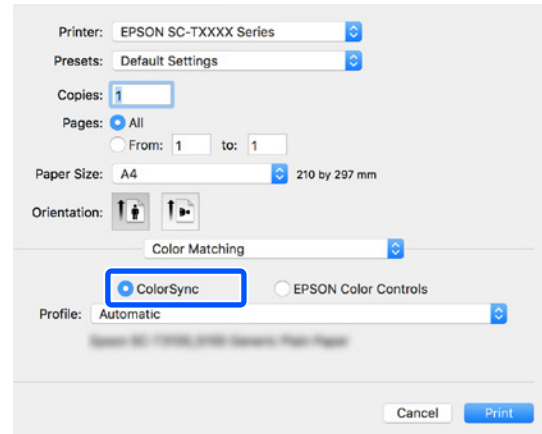 Printer: EPSON SC-TXXXX Series
Presets: Default Settings
Copies: 1
Pages: All
From: 1 to: 1
Paper Size: A4 210 by 297 mm
Orientation:
Color Matching
ColorSync EPSON Color Controls
Profile: Automatic
Cancel Print